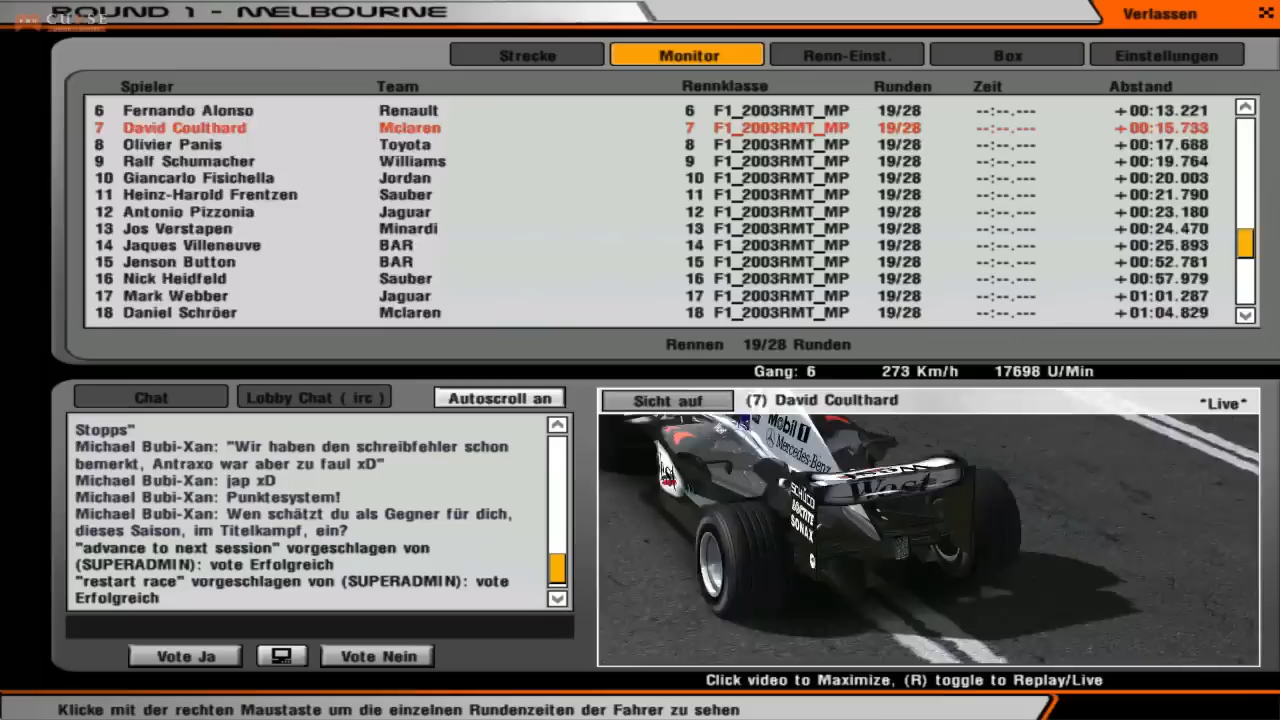 ROUND 1 - MELBOURNE
CURSE
Verlassen
Strecke Monitor Renn-Einst. Box Einstellungen
Spieler Team Rennklasse Runden Zeit Abstand
6 Fernando Alonso Renault 6 F1_2003RMT_MP 19/28 --:--.--- +00:13.221
7 David Coulthard Mclaren 7 F1_2003RMT_MP 19/28 --:--.--- +00:15.733
8 Olivier Panis Toyota 8 F1_2003RMT_MP 19/28 --:--.--- +00:17.688
9 Ralf Schumacher Williams 9 F1_2003RMT_MP 19/28 --:--.--- +00:19.764
10 Giancarlo Fisichella Jordan 10 F1_2003RMT_MP 19/28 --:--.--- +00:20.003
11 Heinz-Harold Frentzen Sauber 11 F1_2003RMT_MP 19/28 --:--.--- +00:21.790
12 Antonio Pizzonia Jaguar 12 F1_2003RMT_MP 19/28 --:--.--- +00:23.180
13 Jos Verstapen Minardi 13 F1_2003RMT_MP 19/28 --:--.--- +00:24.470
14 Jaques Villeneuve BAR 14 F1_2003RMT_MP 19/28 --:--.--- +00:25.893
15 Jenson Button BAR 15 F1_2003RMT_MP 19/28 --:--.--- +00:52.781
16 Nick Heidfeld Sauber 16 F1_2003RMT_MP 19/28 --:--.--- +00:57.979
17 Mark Webber Jaguar 17 F1_2003RMT_MP 19/28 --:--.--- +01:01.287
18 Daniel Schröer Mclaren 18 F1_2003RMT_MP 19/28 --:--.--- +01:04.829
Rennen 19/28 Runden
Gang: 6 273 Km/h 17698 U/Min
Chat Lobby Chat ( irc ) Autoscroll an
Stopps"
Michael Bubi-Xan: "Wir haben den schreibfehler schon
bemerkt, Antraxo war aber zu faul xD"
Michael Bubi-Xan: jap xD
Michael Bubi-Xan: Punktesystem!
Michael Bubi-Xan: Wen schätzt du als Gegner für dich,
dieses Saison, im Titelkampf, ein?
"advance to next session" vorgeschlagen von
(SUPERADMIN): vote Erfolgreich
"restart race" vorgeschlagen von (SUPERADMIN): vote
Erfolgreich
Vote Ja Vote Nein
Sicht auf (7) David Coulthard *Live*
Mobil 1
Mercedes-Benz
West
West
SCHÜCO
LOCTITE
SONAX
Click video to Maximize, (R) toggle to Replay/Live
Klicke mit der rechten Maustaste um die einzelnen Rundenzeiten der Fahrer zu sehen